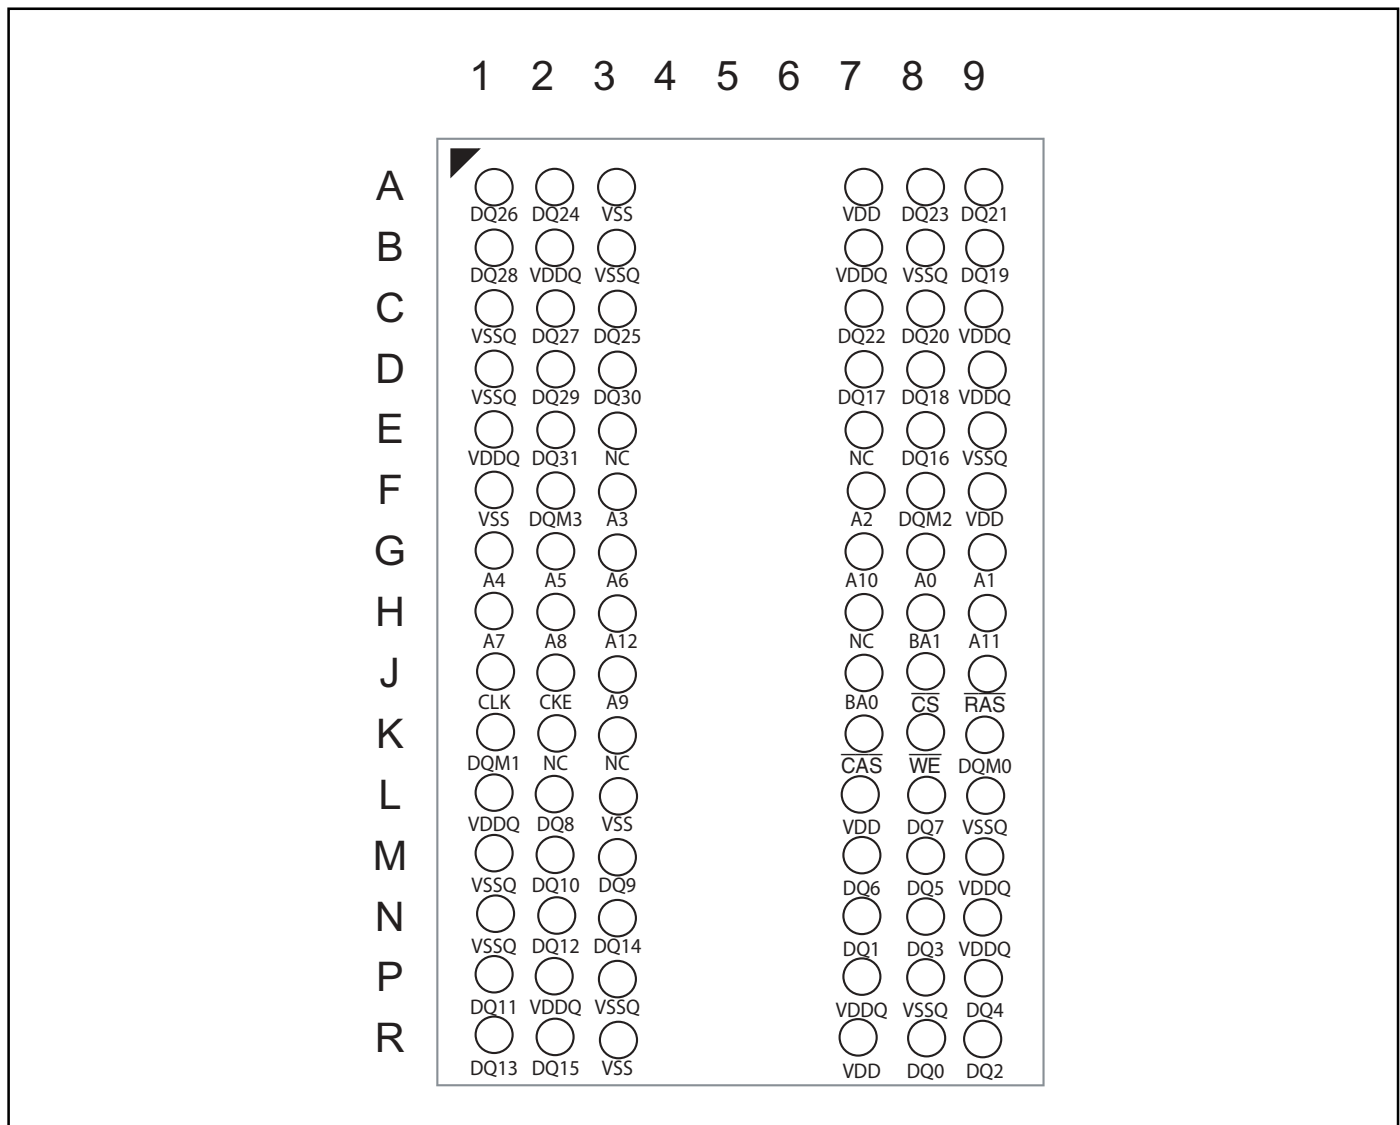 1 2 3 4 5 6 7 8 9
A
DQ26 DQ24 VSS VDD DQ23 DQ21
B
DQ28 VDDQ VSSQ VDDQ VSSQ DQ19
C
VSSQ DQ27 DQ25 DQ22 DQ20 VDDQ
D
VSSQ DQ29 DQ30 DQ17 DQ18 VDDQ
E
VDDQ DQ31 NC NC DQ16 VSSQ
F
VSS DQM3 A3 A2 DQM2 VDD
G
A4 A5 A6 A10 A0 A1
H
A7 A8 A12 NC BA1 A11
J
CLK CKE A9 BA0 C̅S̅ R̅A̅S̅
K
DQM1 NC NC C̅A̅S̅ W̅E̅ DQM0
L
VDDQ DQ8 VSS VDD DQ7 VSSQ
M
VSSQ DQ10 DQ9 DQ6 DQ5 VDDQ
N
VSSQ DQ12 DQ14 DQ1 DQ3 VDDQ
P
DQ11 VDDQ VSSQ VDDQ VSSQ DQ4
R
DQ13 DQ15 VSS VDD DQ0 DQ2